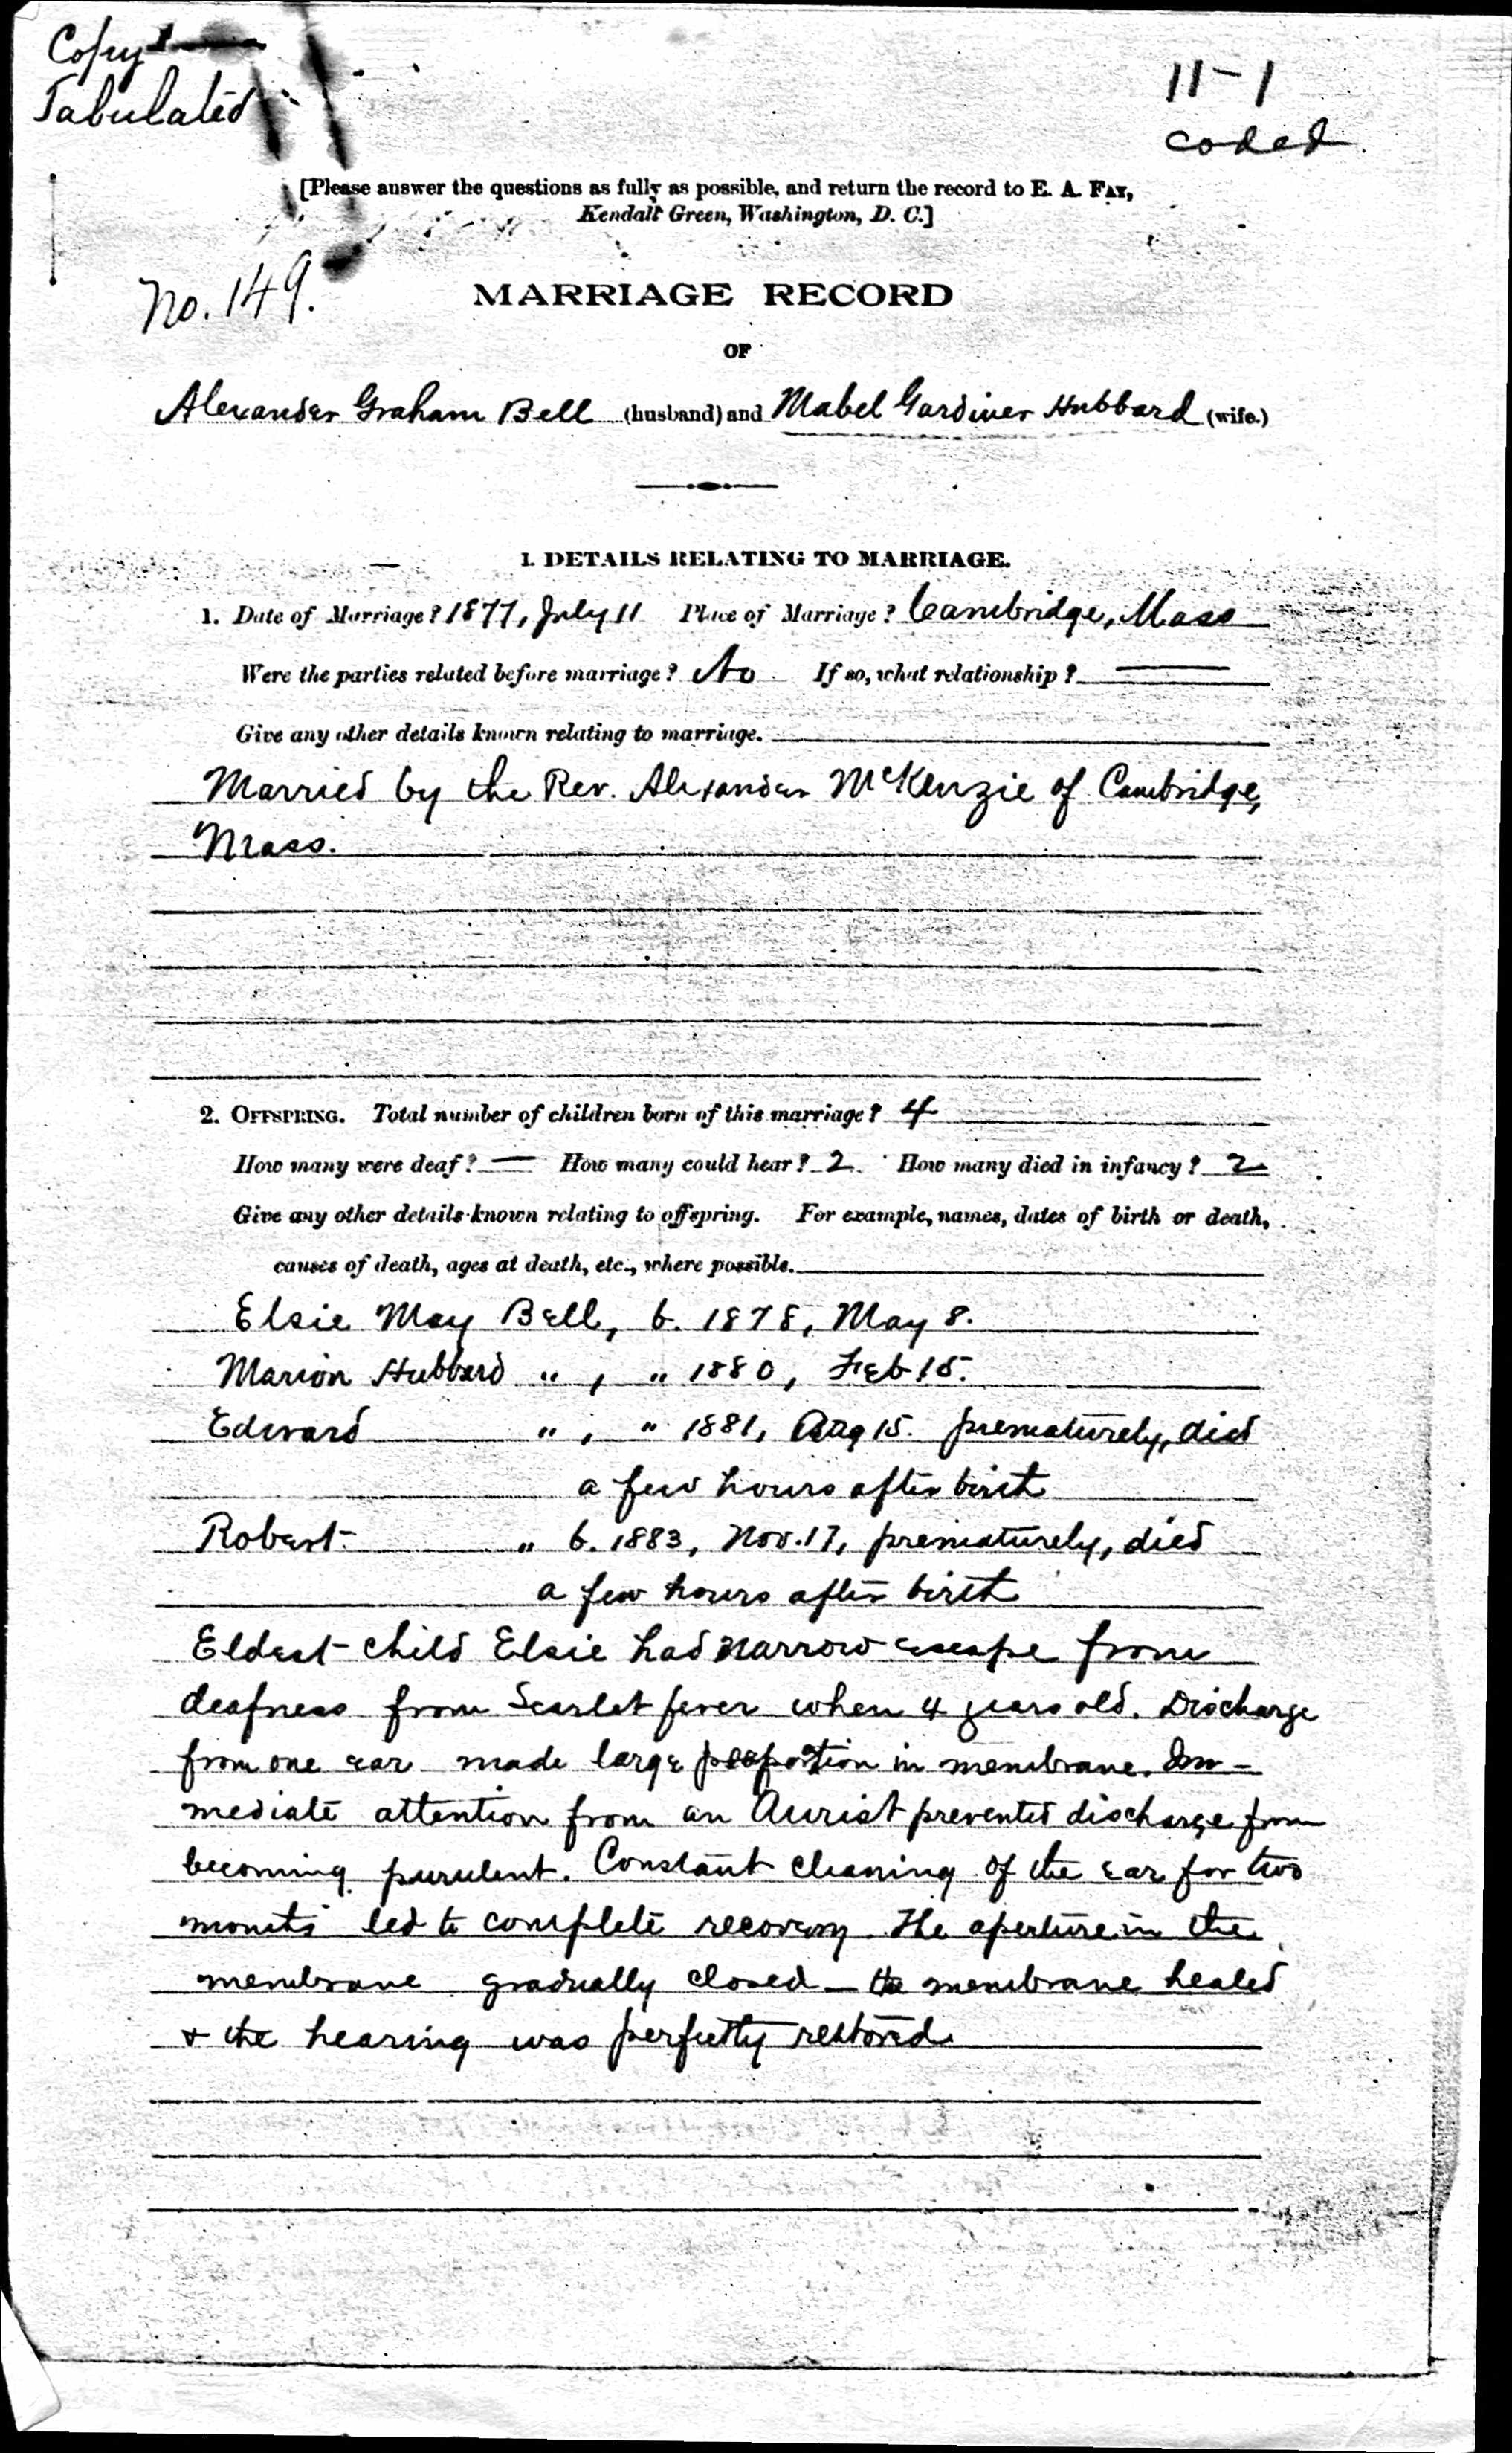 Copy
Tabulated
11-1
coded
[Please answer the questions as fully as possible, and return the record to E. A. FAY,
Kendall Green, Washington, D. C.]
No. 149.
MARRIAGE RECORD
OF
Alexander Graham Bell (husband) and Mabel Gardiner Hubbard (wife.)
1. DETAILS RELATING TO MARRIAGE.
1. Date of Marriage? 1877, July 11 Place of Marriage? Cambridge, Mass
Were the parties related before marriage? No If so, what relationship? —
Give any other details known relating to marriage.
Married by the Rev. Alexander McKenzie of Cambridge,
Mass.
2. OFFSPRING. Total number of children born of this marriage? 4
How many were deaf? — How many could hear? 2 How many died in infancy? 2
Give any other details known relating to offspring. For example, names, dates of birth or death,
causes of death, ages at death, etc., where possible.
Elsie May Bell, b. 1878, May 8.
Marion Hubbard " , " 1880, Feb 15.
Edward " , " 1881, Aug 15. prematurely, died
a few hours after birth
Robert " b. 1883, Nov. 17, prematurely, died
a few hours after birth
Eldest child Elsie had narrow escape from
deafness from Scarlet fever when 4 years old. Discharge
from one ear made large in membrane. Im-
mediate attention from an Aurist prevented discharge from
becoming purulent. Constant cleaning of the ear for two
months led to complete recovery. The aperture in the
membrane gradually closed — the membrane healed
& the hearing was perfectly restored